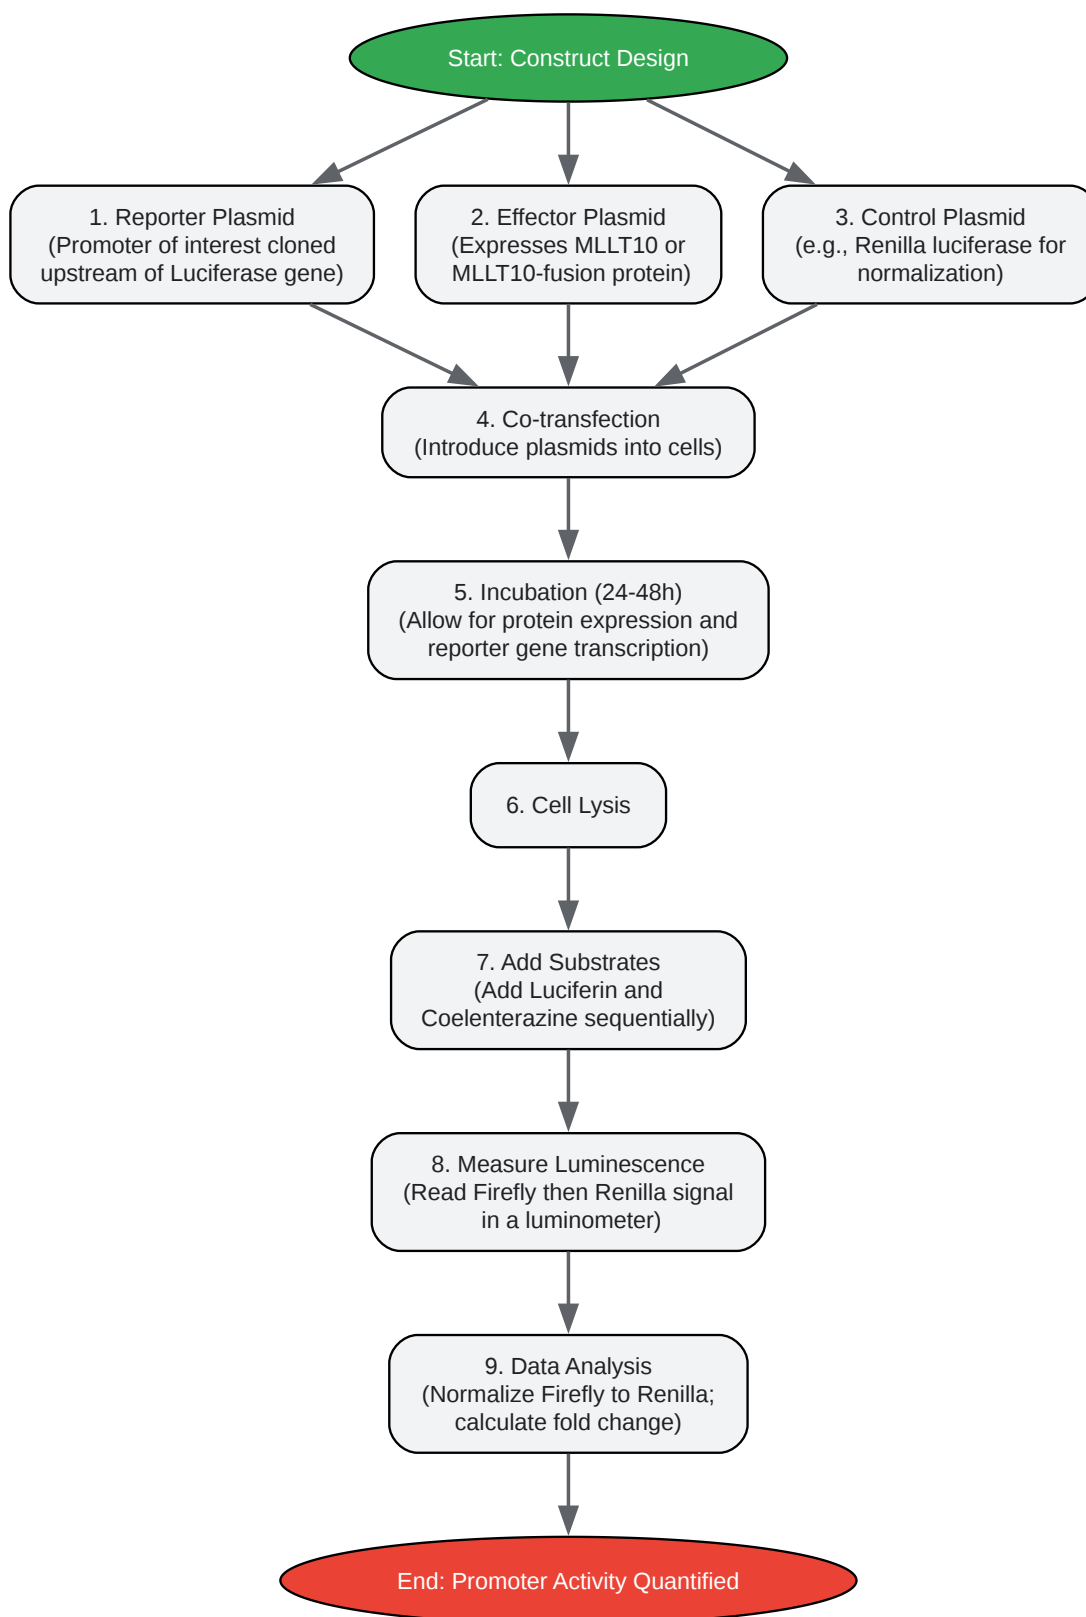 Start: Construct Design
1. Reporter Plasmid
(Promoter of interest cloned
upstream of Luciferase gene)
2. Effector Plasmid
(Expresses MLLT10 or
MLLT10-fusion protein)
3. Control Plasmid
(e.g., Renilla luciferase for
normalization)
4. Co-transfection
(Introduce plasmids into cells)
5. Incubation (24-48h)
(Allow for protein expression and
reporter gene transcription)
6. Cell Lysis
7. Add Substrates
(Add Luciferin and
Coelenterazine sequentially)
8. Measure Luminescence
(Read Firefly then Renilla signal
in a luminometer)
9. Data Analysis
(Normalize Firefly to Renilla;
calculate fold change)
End: Promoter Activity Quantified